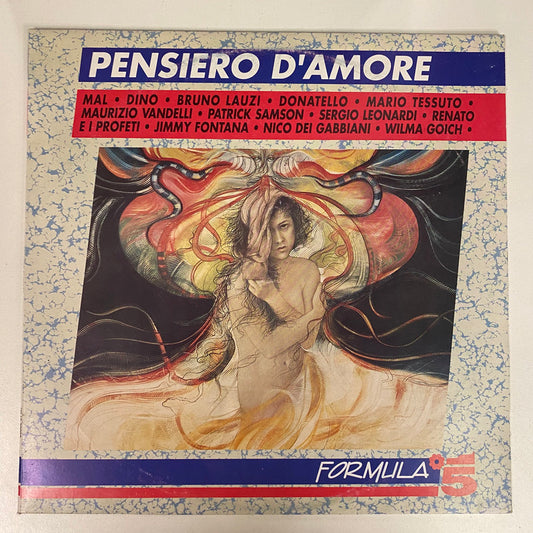 PENSIERO D'AMORE
MAL • DINO • BRUNO LAUZI • DONATELLO • MARIO TESSUTO •
MAURIZIO VANDELLI • PATRICK SAMSON • SERGIO LEONARDI • RENATO
E I PROFETI • JIMMY FONTANA • NICO DEI GABBIANI • WILMA GOICH •
FORMULA 5